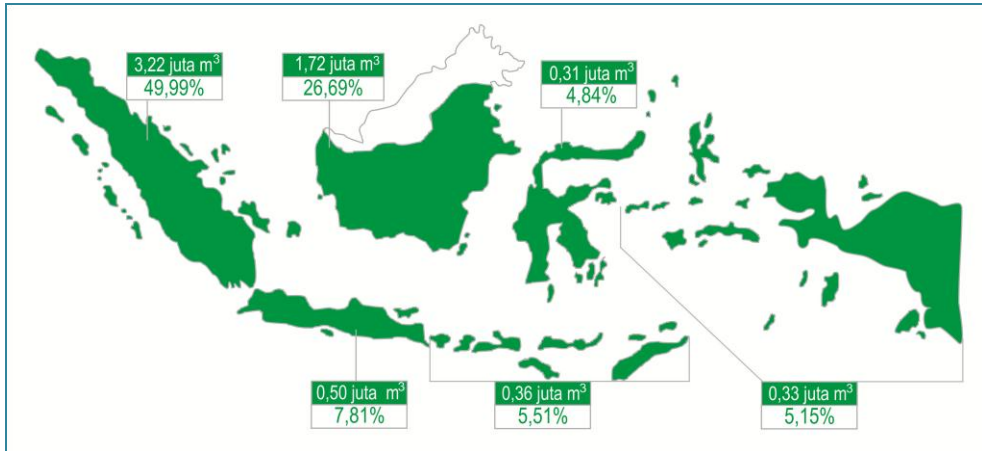 3,22 juta m³
49,99%
1,72 juta m³
26,69%
0,31 juta m³
4,84%
0,50 juta m³
7,81%
0,36 juta m³
5,51%
0,33 juta m³
5,15%